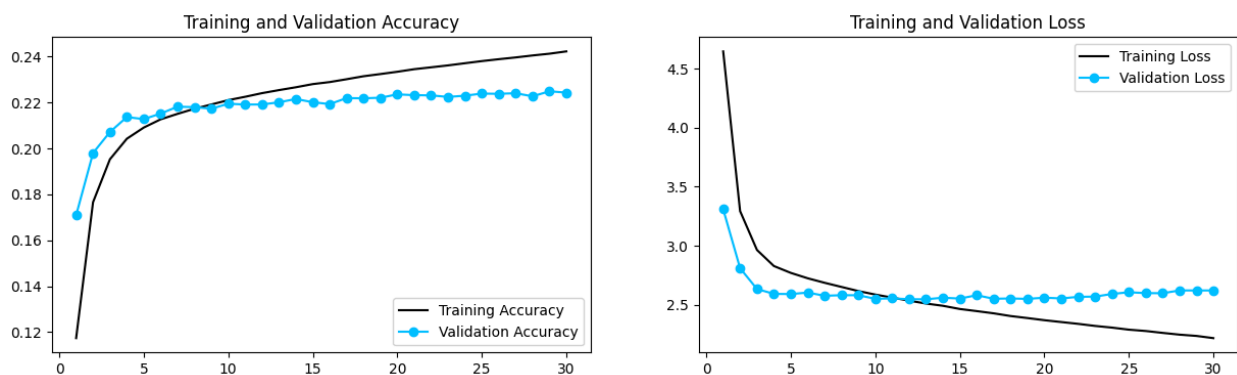 Training and Validation Accuracy
0.24
0.22
0.20
0.18
0.16
0.14
0.12
0 5 10 15 20 25 30
Training Accuracy
Validation Accuracy
Training and Validation Loss
4.5
4.0
3.5
3.0
2.5
0 5 10 15 20 25 30
Training Loss
Validation Loss